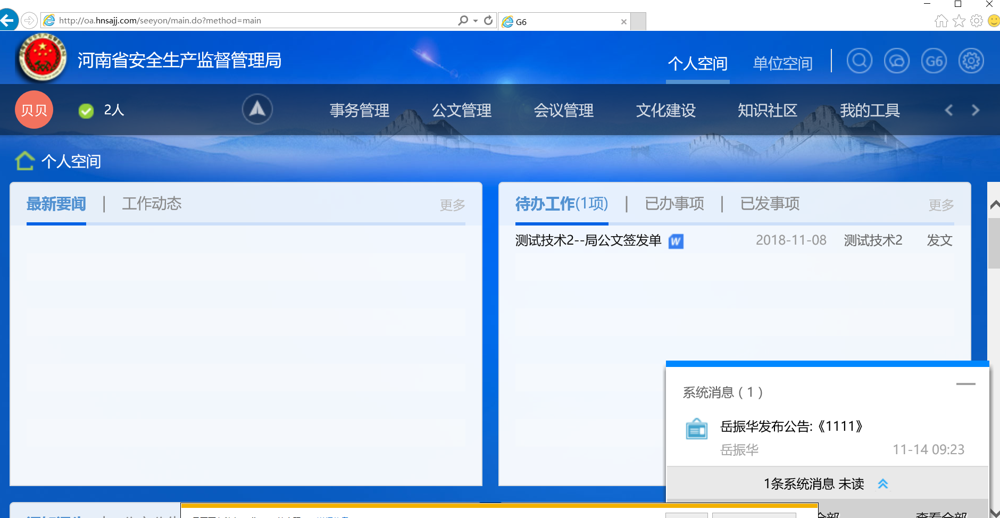 http://oa.hnsajj.com/seeyon/main.do?method=main
G6
河南省安全生产监督管理局
个人空间 单位空间 G6
贝贝 2人 事务管理 公文管理 会议管理 文化建设 知识社区 我的工具
个人空间
最新要闻 | 工作动态 更多
待办工作(1项) | 已办事项 | 已发事项 更多
测试技术2--局公文签发单 W 2018-11-08 测试技术2 发文
系统消息 ( 1 )
岳振华发布公告:《1111》
岳振华 11-14 09:23
1条系统消息 未读
查看全部